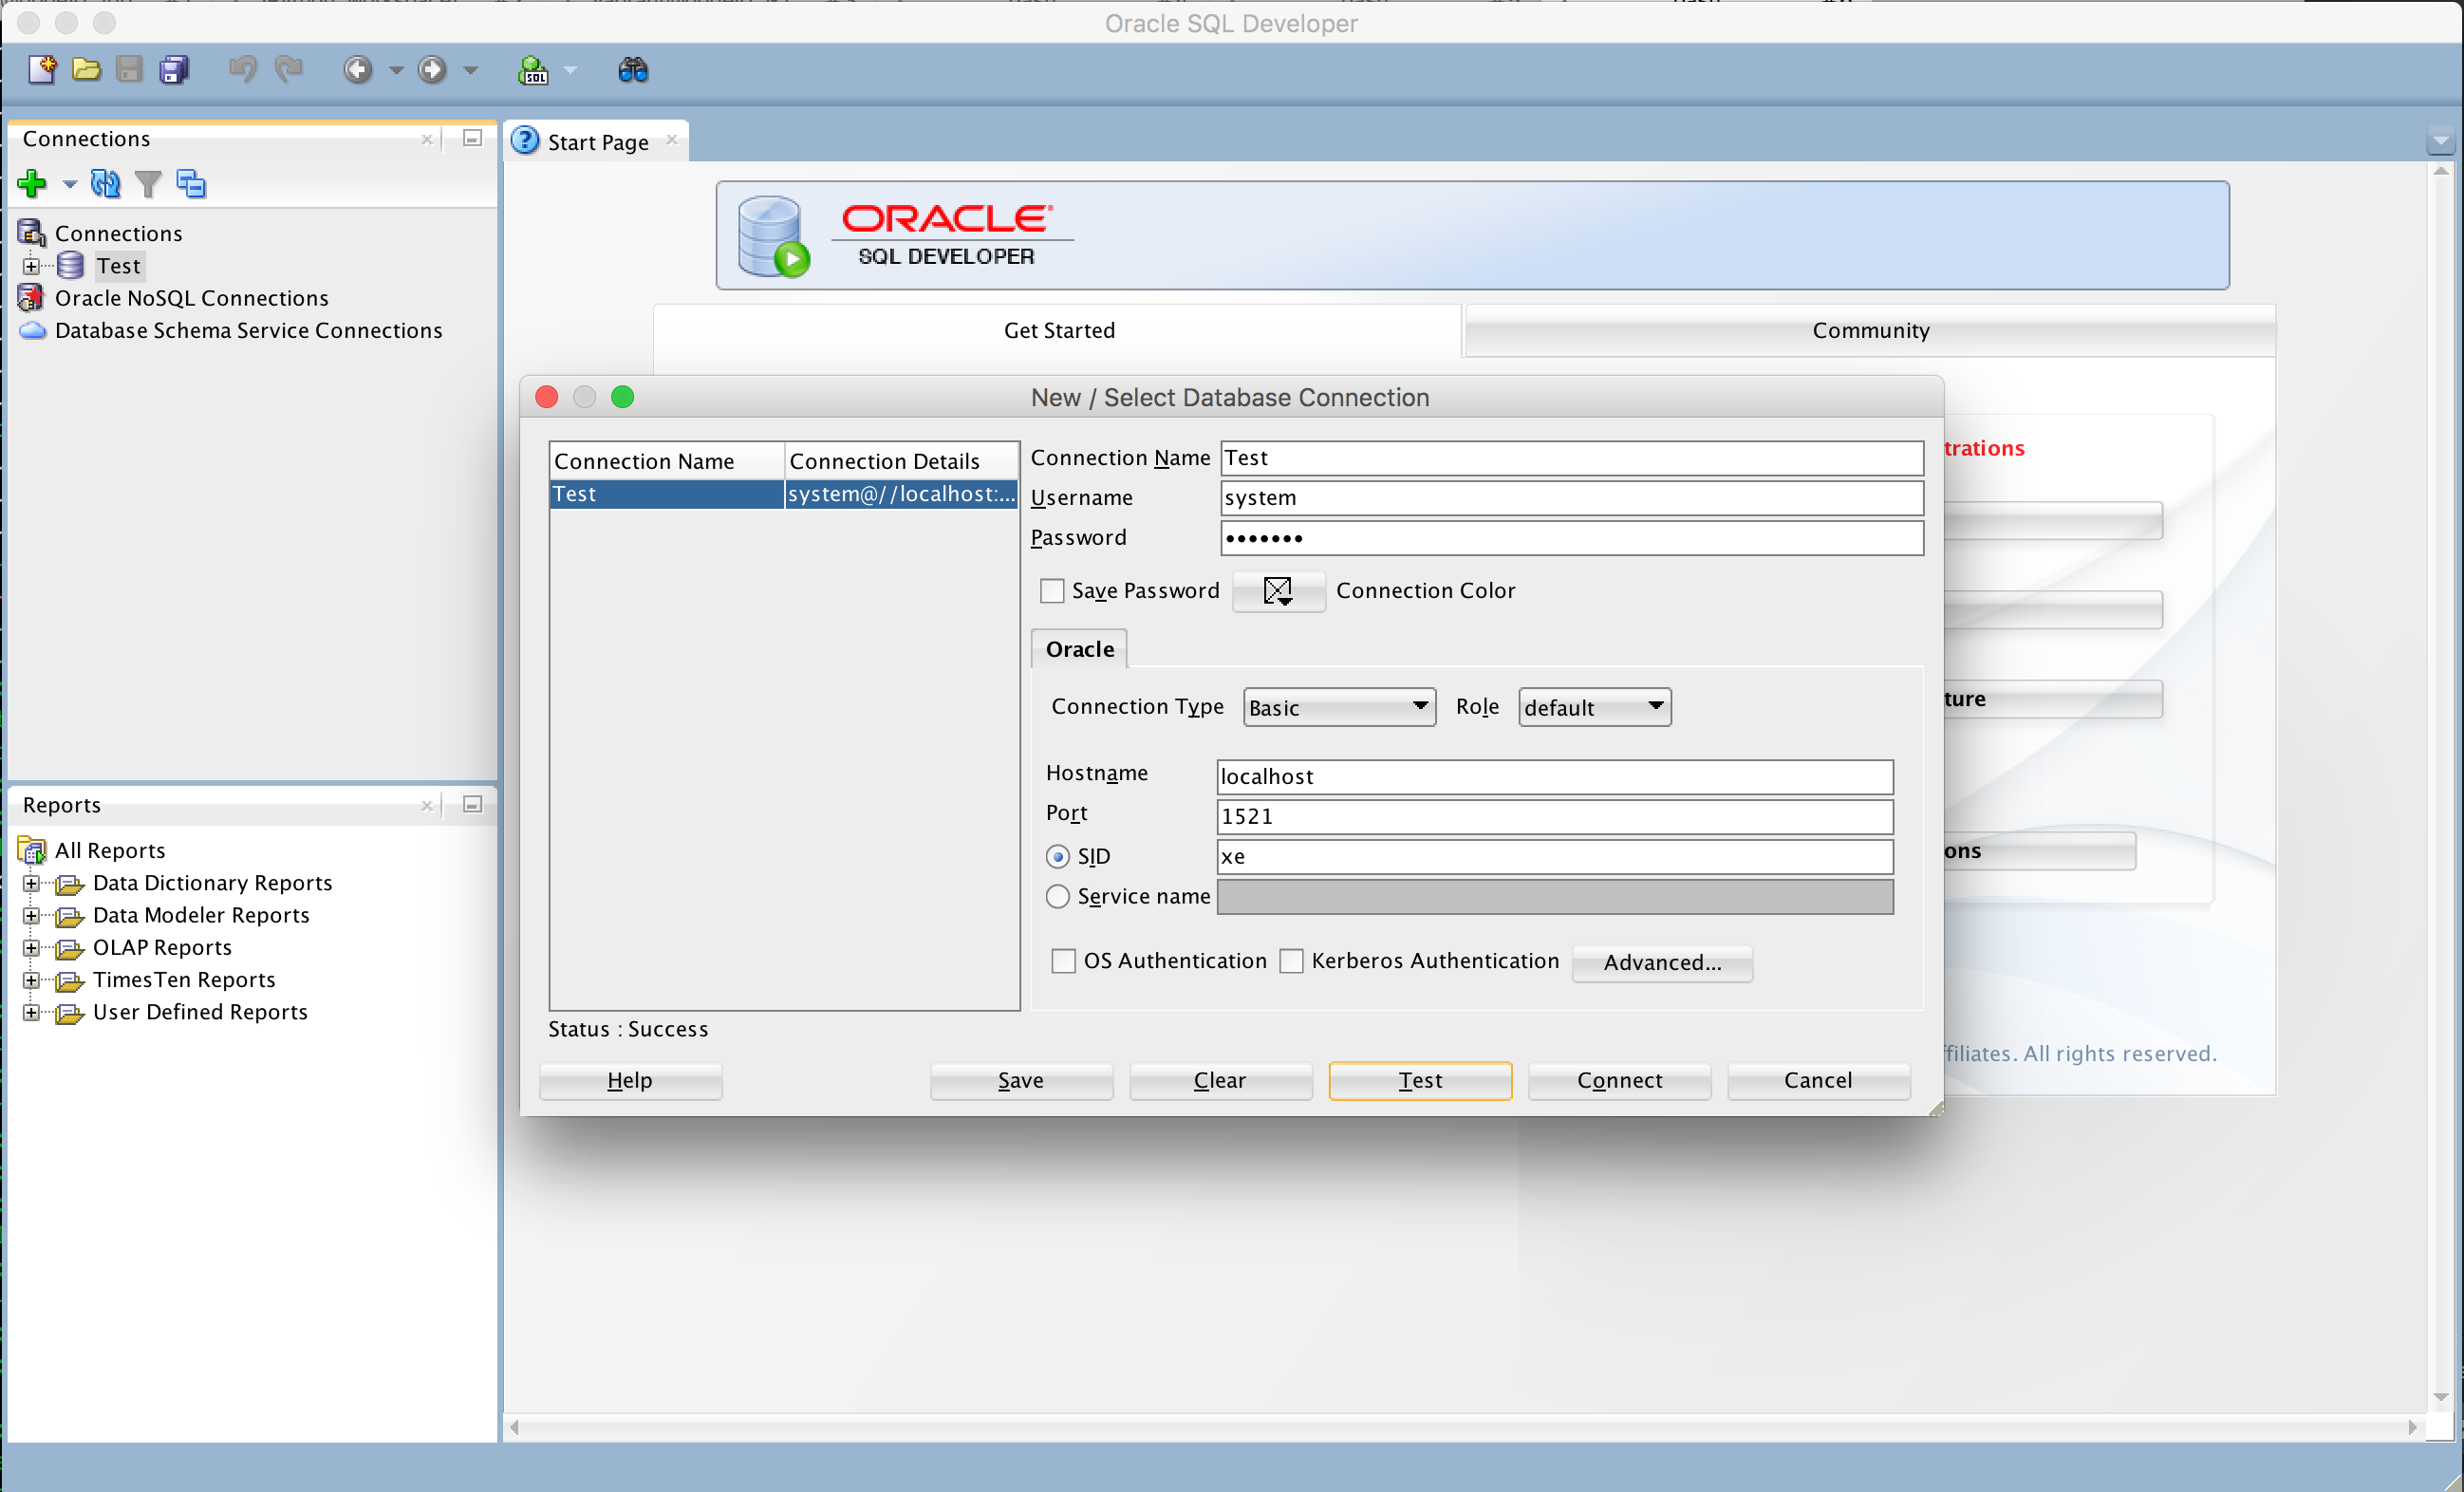 Oracle SQL Developer
Connections
Connections
Test
Oracle NoSQL Connections
Database Schema Service Connections
Reports
All Reports
Data Dictionary Reports
Data Modeler Reports
OLAP Reports
TimesTen Reports
User Defined Reports
Start Page
ORACLE
SQL DEVELOPER
Get Started
Community
trations
ture
ons
ffiliates. All rights reserved.
New / Select Database Connection
Connection Name Connection Details
Test system@//localhost:...
Connection Name Test
Username system
Password •••••••
Save Password Connection Color
Oracle
Connection Type Basic Role default
Hostname localhost
Port 1521
SID xe
Service name
OS Authentication Kerberos Authentication Advanced...
Status : Success
Help Save Clear Test Connect Cancel